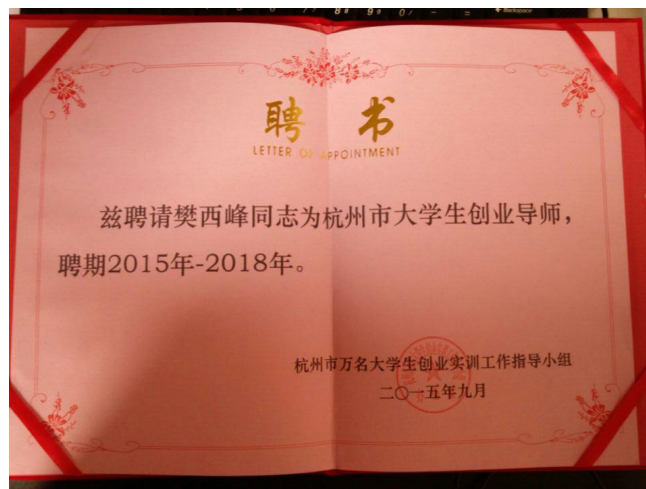 聘书
LETTER OF APPOINTMENT
兹聘请樊西峰同志为杭州市大学生创业导师，
聘期2015年-2018年。
杭州市万名大学生创业实训工作指导小组
二〇一五年九月
Backspace